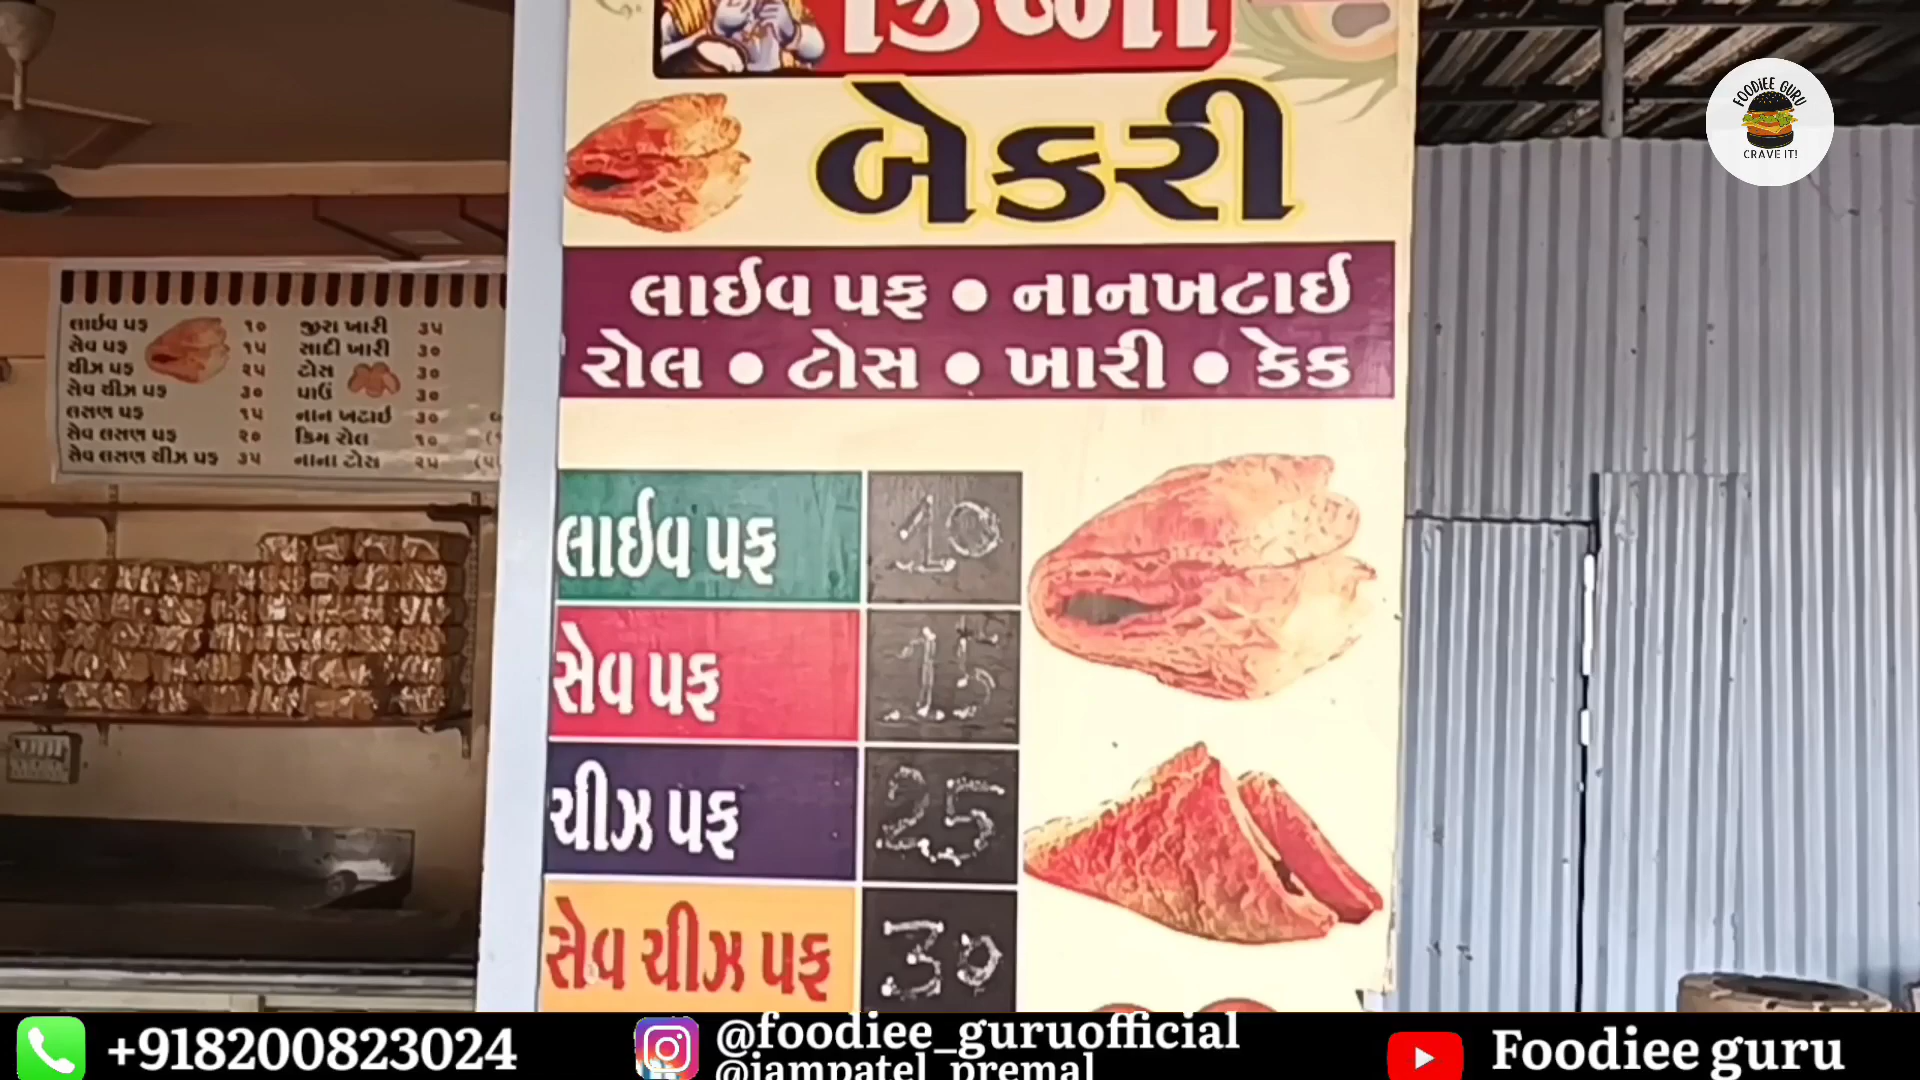 ક્રિષ્ના
બેકરી
લાઈવ પફ • નાનખટાઈ
રોલ • ટોસ • ખારી • કેક
લાઈવ પફ 10
સેવ પફ 15
ચીઝ પફ 25
સેવ ચીઝ પફ 30
લાઈવ પફ ૧૦ જીરા ખારી ૩૫
સેવ પફ ૧૫ સાદી ખારી ૩૦
ચીઝ પફ ૨૫ ટોસ ૩૦
સેવ ચીઝ પફ ૩૦ પાઉં ૩૦
લસણ પફ ૧૫ નાન ખટાઈ ૩૦
સેવ લસણ પફ ૨૦ ક્રિમ રોલ ૧૦
સેવ લસણ ચીઝ પફ ૩૫ નાના ટોસ ૨૫
FOODIEE GURU
CRAVE IT!
+918200823024
@foodiee_guruofficial
@iampatel_premal
Foodiee guru